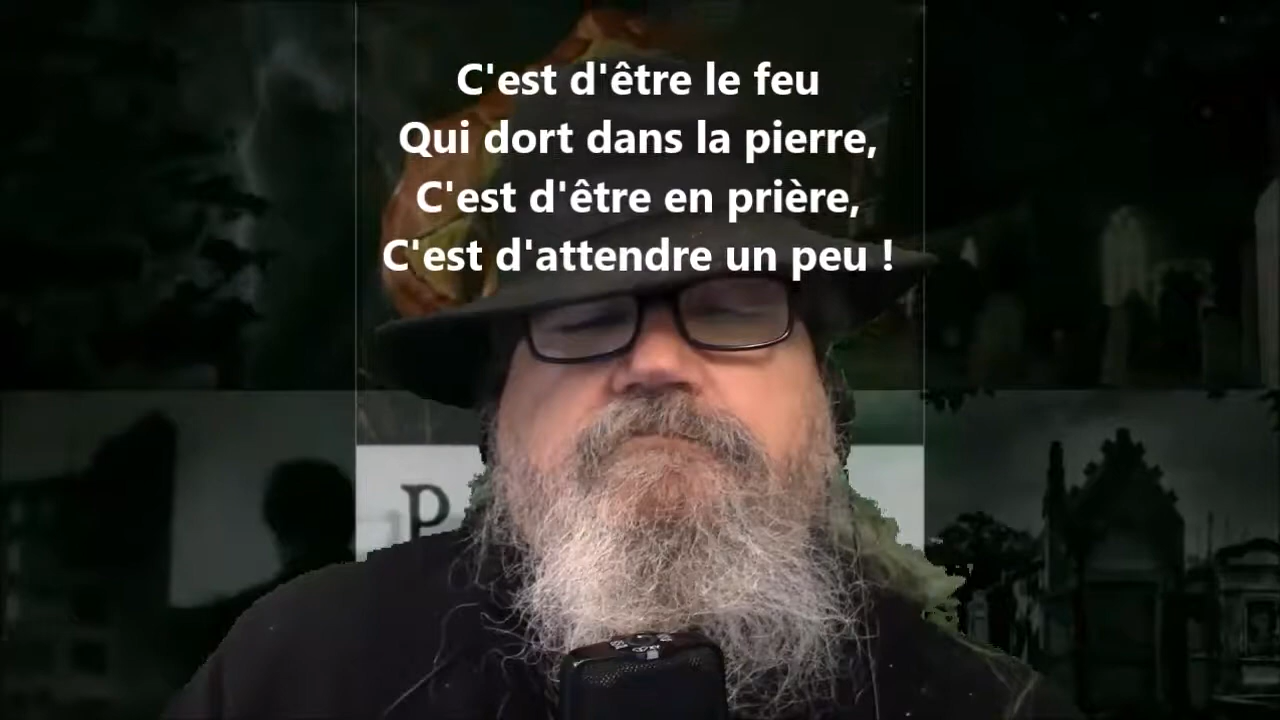 C'est d'être le feu
Qui dort dans la pierre,
C'est d'être en prière,
C'est d'attendre un peu !
P